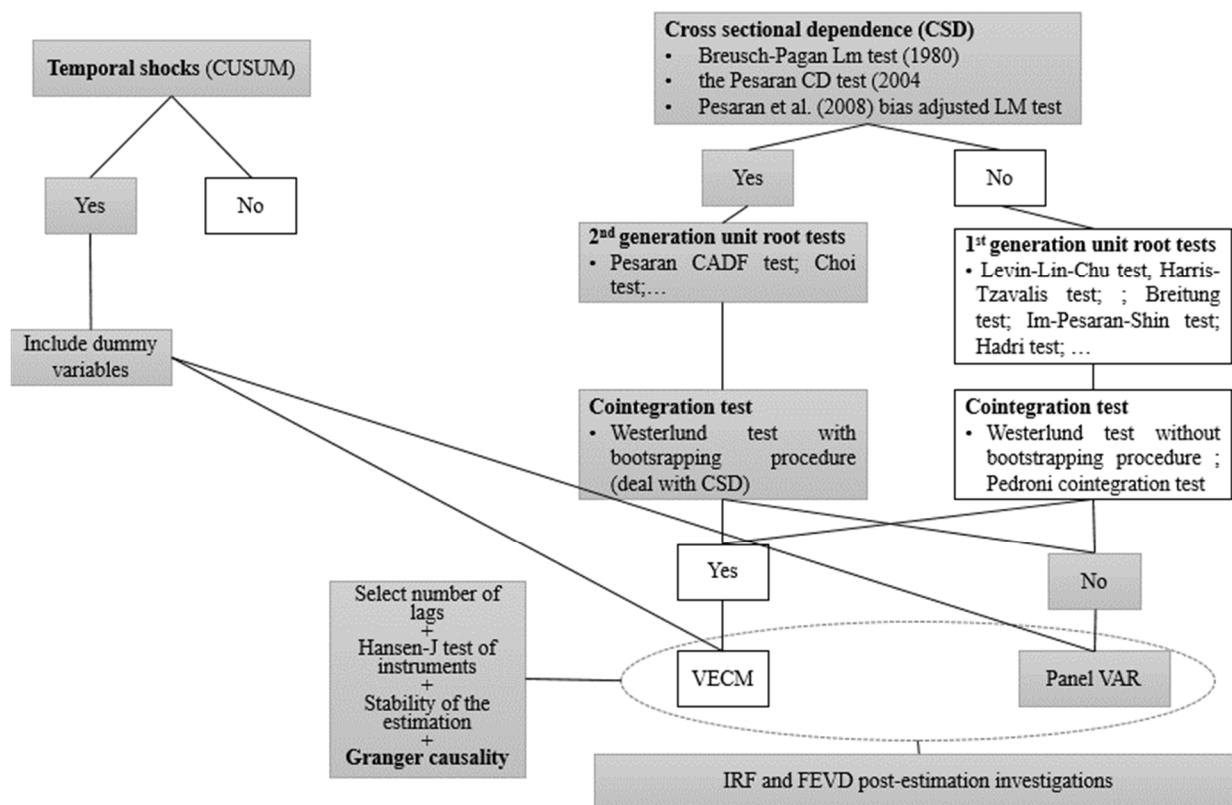 Temporal shocks (CUSUM)
Yes
No
Include dummy
variables
Cross sectional dependence (CSD)
• Breusch-Pagan Lm test (1980)
• the Pesaran CD test (2004
• Pesaran et al. (2008) bias adjusted LM test
Yes
No
2nd generation unit root tests
• Pesaran CADF test; Choi
test;…
1st generation unit root tests
• Levin-Lin-Chu test, Harris-
Tzavalis test; ; Breitung
test; Im-Pesaran-Shin test;
Hadri test; …
Cointegration test
• Westerlund test with
bootsrapping procedure
(deal with CSD)
Cointegration test
• Westerlund test without
bootstrapping procedure ;
Pedroni cointegration test
Yes
No
Select number of
lags
+
Hansen-J test of
instruments
+
Stability of the
estimation
+
Granger causality
VECM
Panel VAR
IRF and FEVD post-estimation investigations